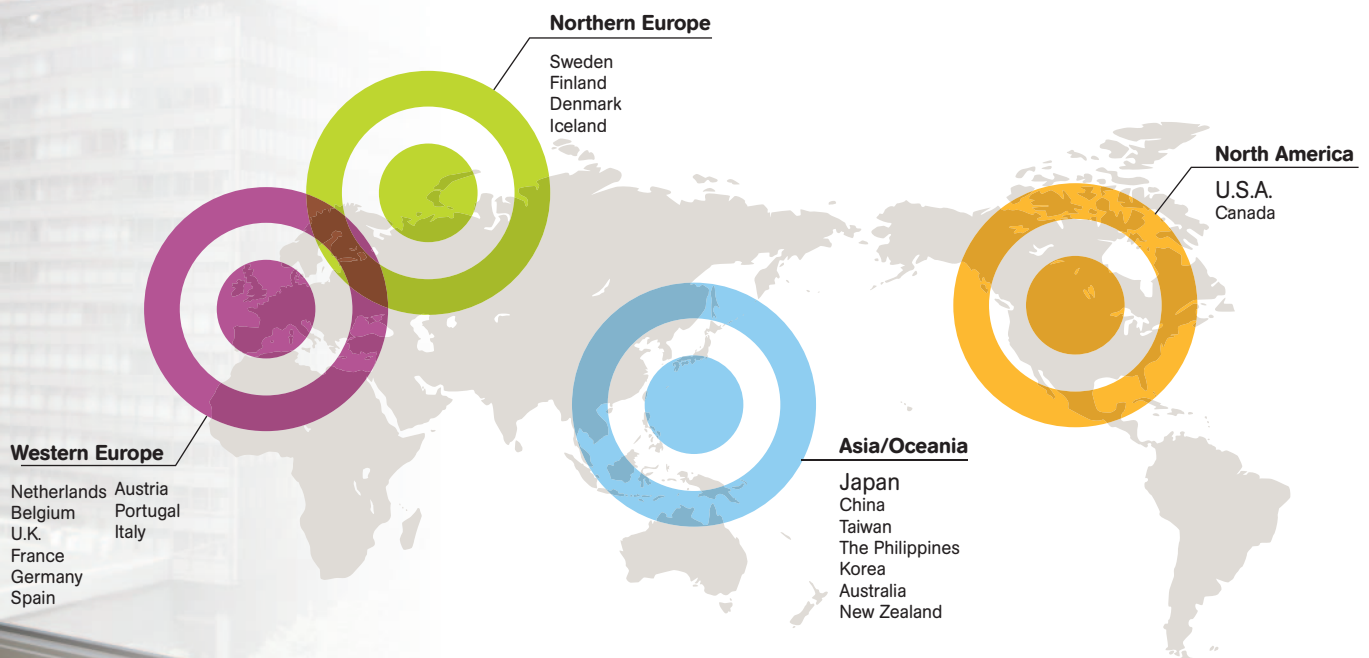 Northern Europe
Sweden
Finland
Denmark
Iceland
North America
U.S.A.
Canada
Western Europe
Netherlands
Belgium
U.K.
France
Germany
Spain
Austria
Portugal
Italy
Asia/Oceania
Japan
China
Taiwan
The Philippines
Korea
Australia
New Zealand